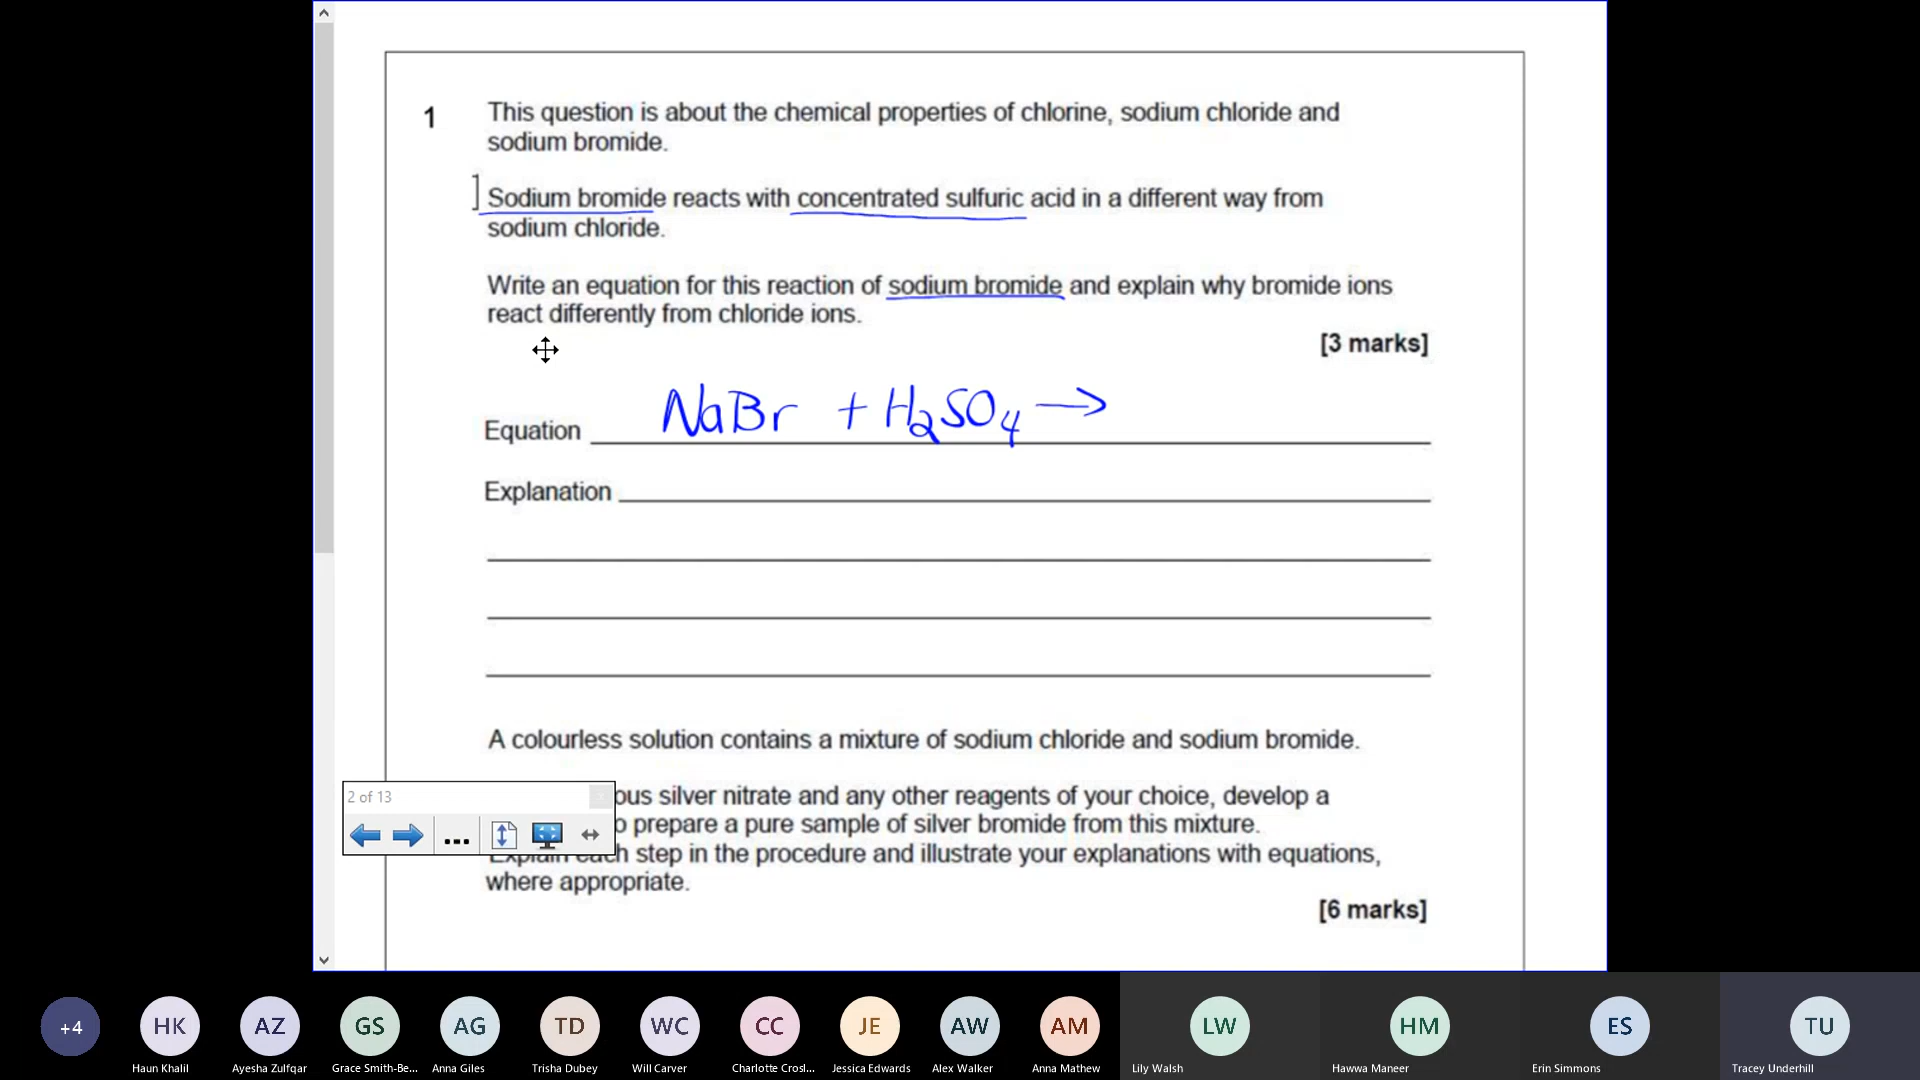 1 This question is about the chemical properties of chlorine, sodium chloride and
sodium bromide.
Sodium bromide reacts with concentrated sulfuric acid in a different way from
sodium chloride.
Write an equation for this reaction of sodium bromide and explain why bromide ions
react differently from chloride ions.
[3 marks]
Equation NaBr + H₂SO₄ →
Explanation
A colourless solution contains a mixture of sodium chloride and sodium bromide.
2 of 13
ous silver nitrate and any other reagents of your choice, develop a
o prepare a pure sample of silver bromide from this mixture.
Explain each step in the procedure and illustrate your explanations with equations,
where appropriate.
[6 marks]
+4 HK AZ GS AG TD WC CC JE AW AM LW HM ES TU
Haun Khalil Ayesha Zulfqar Grace Smith-Be... Anna Giles Trisha Dubey Will Carver Charlotte Crosl... Jessica Edwards Alex Walker Anna Mathew Lily Walsh Hawwa Maneer Erin Simmons Tracey Underhill